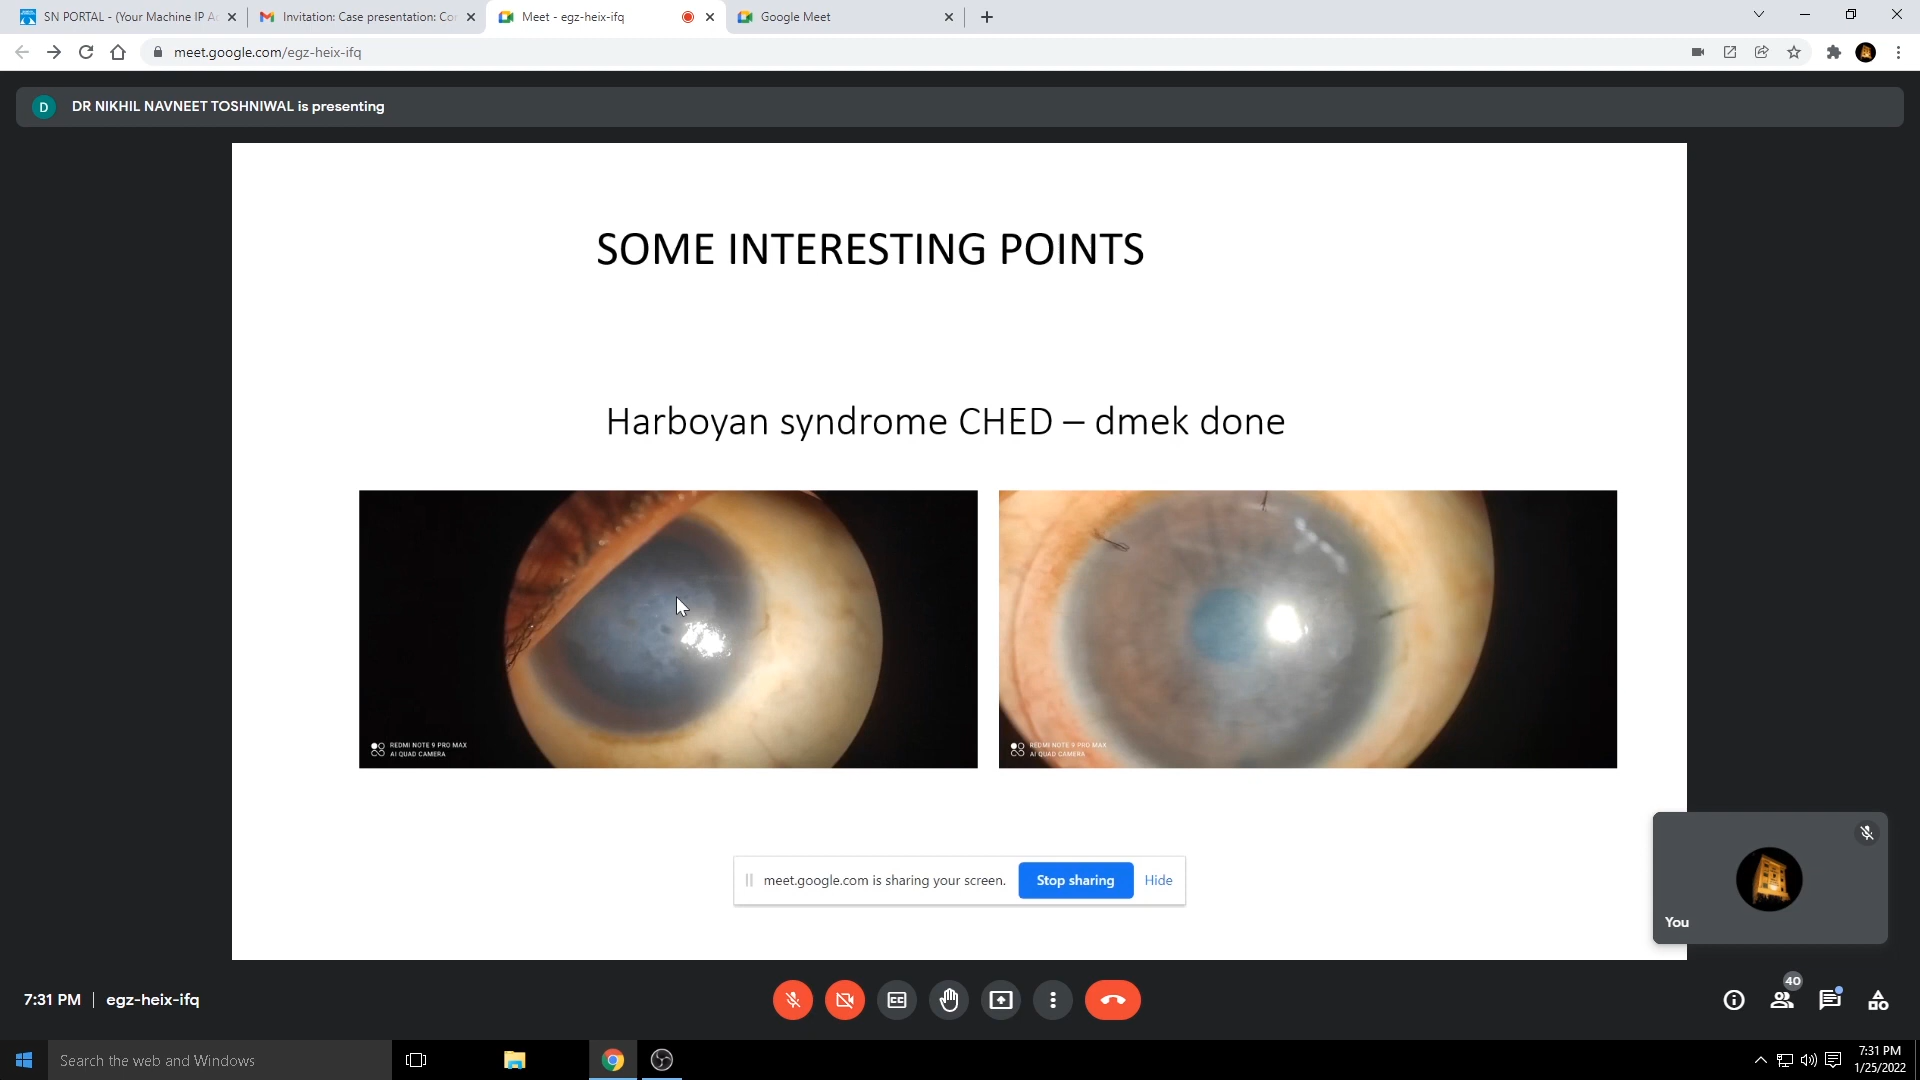 SN PORTAL - (Your Machine IP Ad
Invitation: Case presentation: Cor
Meet - egz-heix-ifq
Google Meet
meet.google.com/egz-heix-ifq
D
DR NIKHIL NAVNEET TOSHNIWAL is presenting
SOME INTERESTING POINTS
Harboyan syndrome CHED – dmek done
REDMI NOTE 9 PRO MAX
AI QUAD CAMERA
REDMI NOTE 9 PRO MAX
AI QUAD CAMERA
meet.google.com is sharing your screen.
Stop sharing
Hide
You
7:31 PM
egz-heix-ifq
CC
40
Search the web and Windows
7:31 PM
1/25/2022